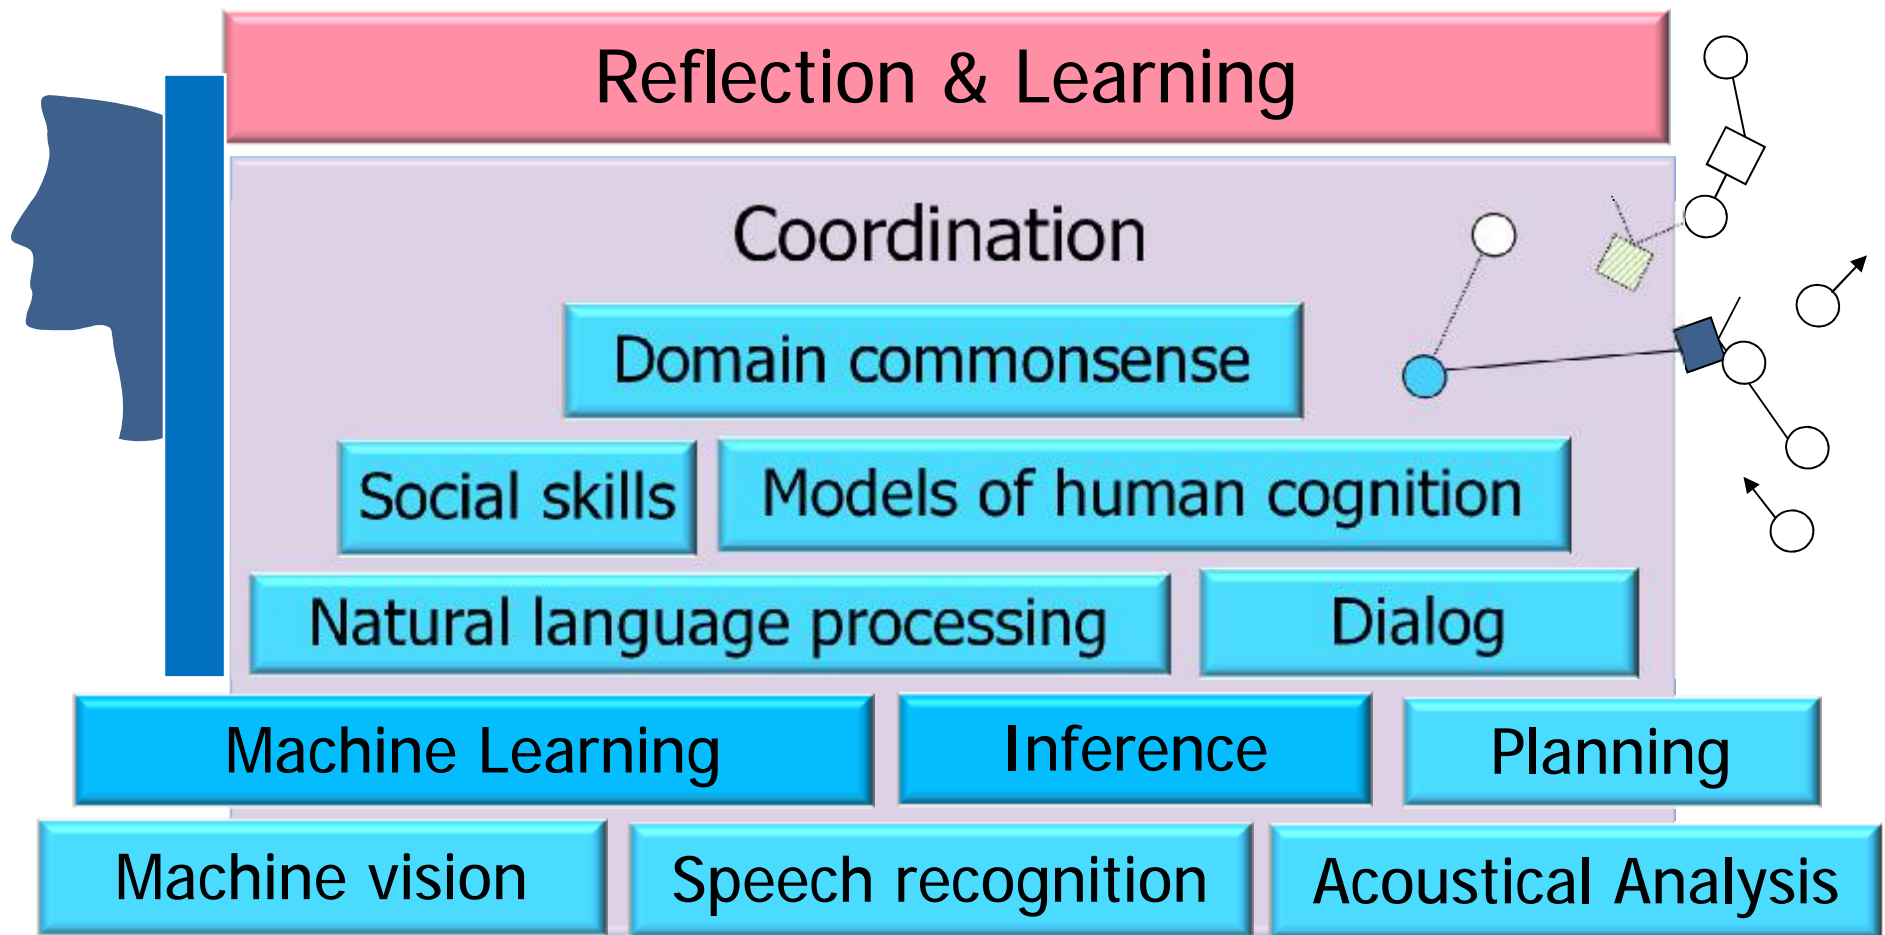 Reflection & Learning
Coordination
Domain commonsense
Social skills
Models of human cognition
Natural language processing
Dialog
Machine Learning
Inference
Planning
Machine vision
Speech recognition
Acoustical Analysis